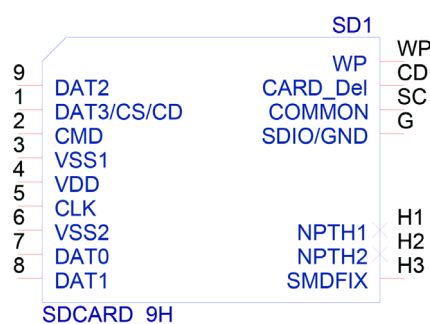 SD1
WP WP
9 DAT2 CARD_Del CD
1 DAT3/CS/CD COMMON SC
2 CMD SDIO/GND G
3 VSS1
4 VDD
5 CLK
6 VSS2 NPTH1 H1
7 DAT0 NPTH2 H2
8 DAT1 SMDFIX H3
SDCARD 9H